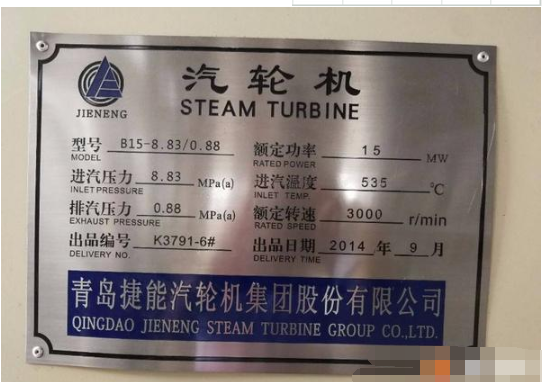 汽轮机
STEAM TURBINE
JIENENG
型号 B15-8.83/0.88 额定功率 15 MW
MODEL RATED POWER
进汽压力 8.83 MPa(a) 进汽温度 535 ℃
INLET PRESSURE INLET TEMP.
排汽压力 0.88 MPa(a) 额定转速 3000 r/min
EXHAUST PRESSURE RATED SPEED
出品编号 K3791-6# 出品日期 2014 年 9 月
DELIVERY NO. DELIVERY TIME
青岛捷能汽轮机集团股份有限公司
QINGDAO JIENENG STEAM TURBINE GROUP CO.,LTD.